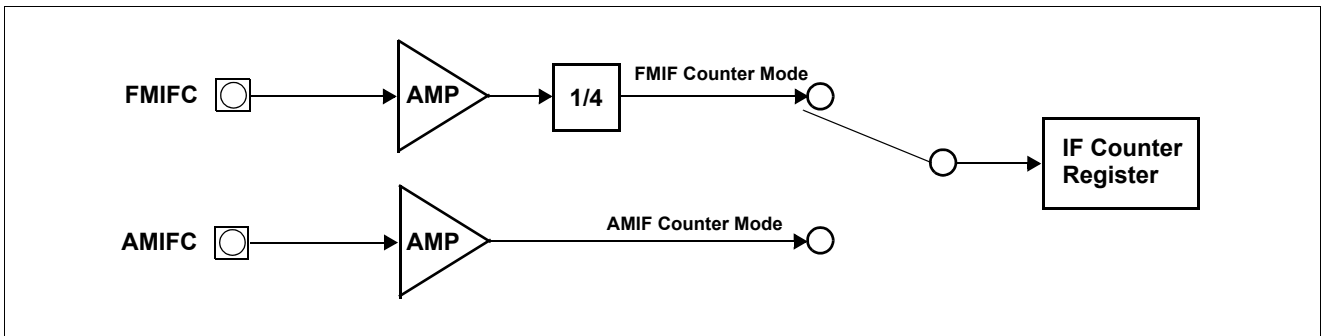 FMIFC
AMP
1/4
FMIF Counter Mode
IF Counter
Register
AMIFC
AMP
AMIF Counter Mode